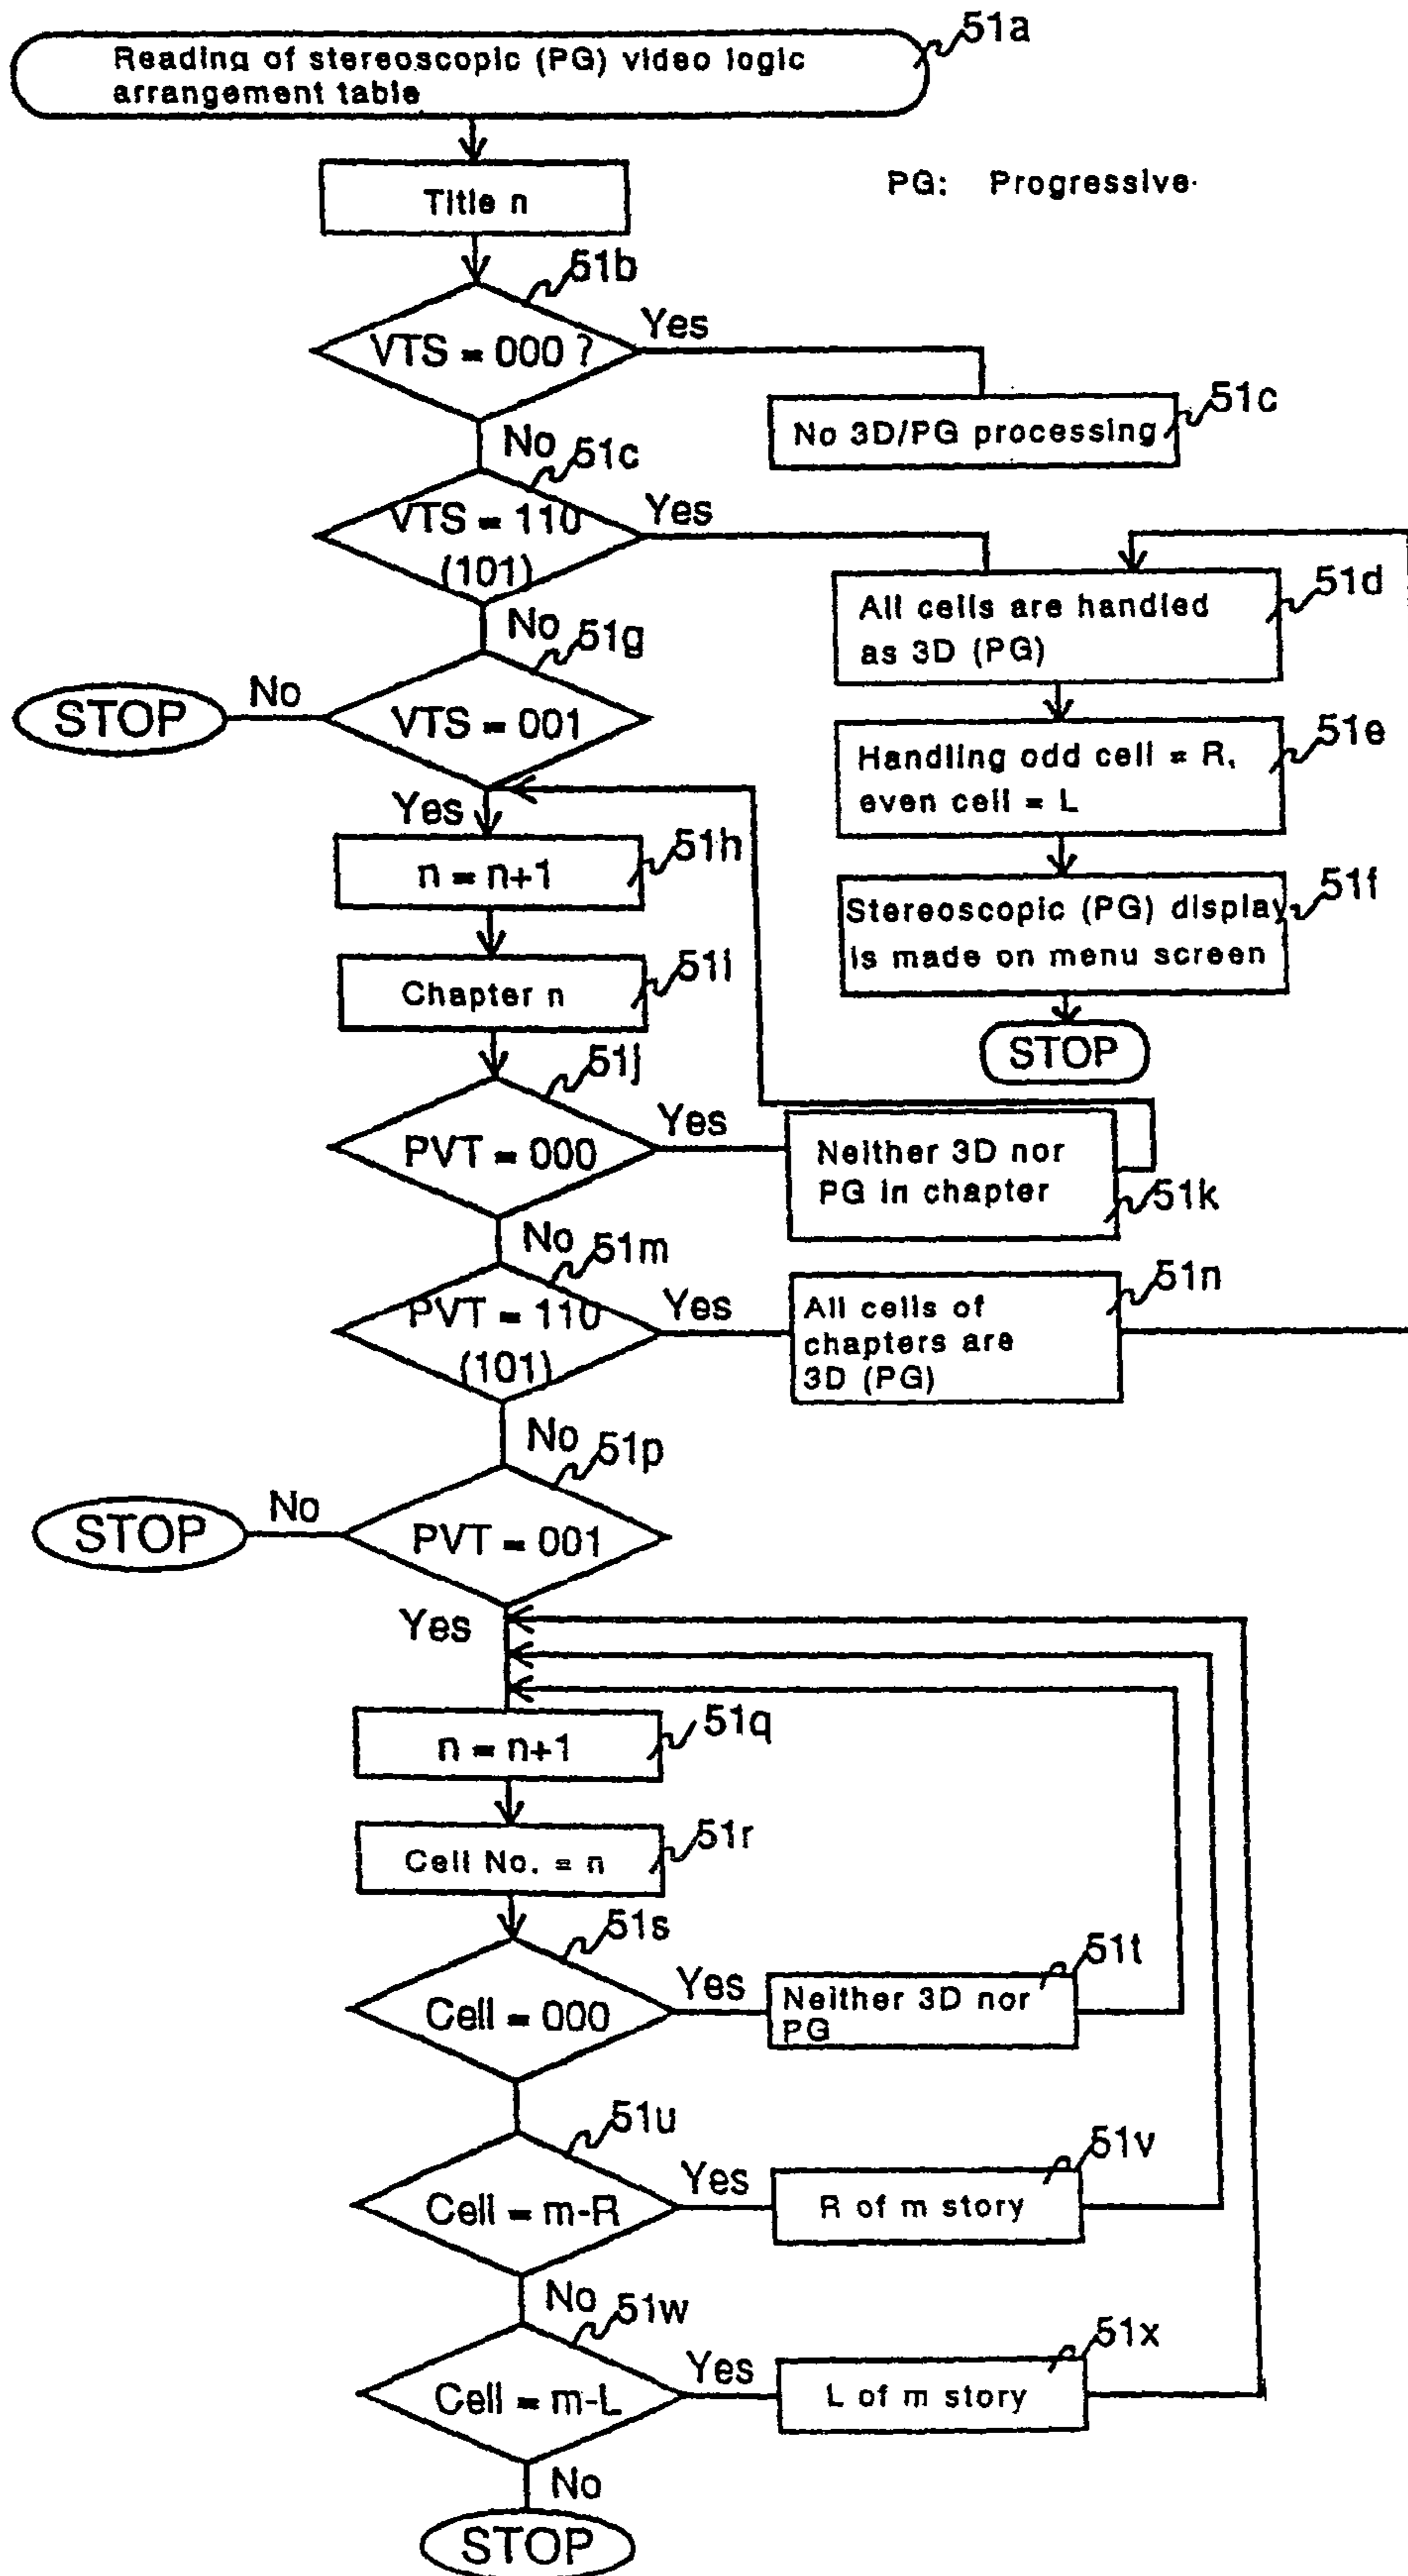 51a
Reading of stereoscopic (PG) video logic
arrangement table
Title n
PG: Progressive
51b
VTS = 000 ?
Yes
51c
No 3D/PG processing
No
51c
VTS = 110
(101)
Yes
51d
All cells are handled
as 3D (PG)
No
51g
STOP
No
VTS = 001
51e
Handling odd cell = R,
even cell = L
Yes
51h
n = n+1
51f
Stereoscopic (PG) display
is made on menu screen
51i
Chapter n
STOP
51j
PVT = 000
Yes
Neither 3D nor
PG in chapter
51k
No
51m
PVT = 110
(101)
Yes
51n
All cells of
chapters are
3D (PG)
No
51p
STOP
No
PVT = 001
Yes
51q
n = n+1
51r
Cell No. = n
51s
Cell = 000
Yes
51t
Neither 3D nor
PG
51u
Cell = m-R
Yes
51v
R of m story
No
51w
Cell = m-L
Yes
51x
L of m story
No
STOP